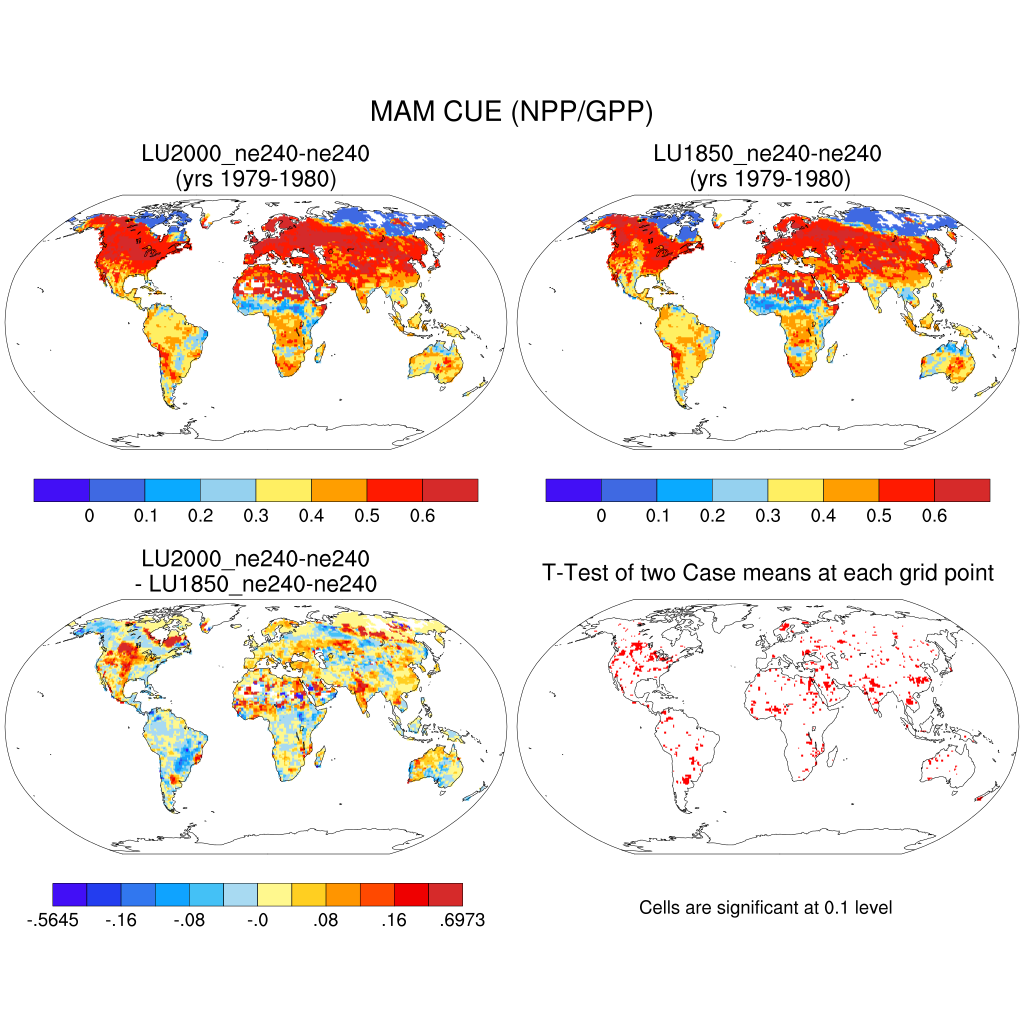 MAM CUE (NPP/GPP)
LU2000_ne240-ne240
(yrs 1979-1980)
LU1850_ne240-ne240
(yrs 1979-1980)
0 0.1 0.2 0.3 0.4 0.5 0.6
0 0.1 0.2 0.3 0.4 0.5 0.6
LU2000_ne240-ne240
- LU1850_ne240-ne240
T-Test of two Case means at each grid point
-.5645 -.16 -.08 -.0 .08 .16 .6973
Cells are significant at 0.1 level